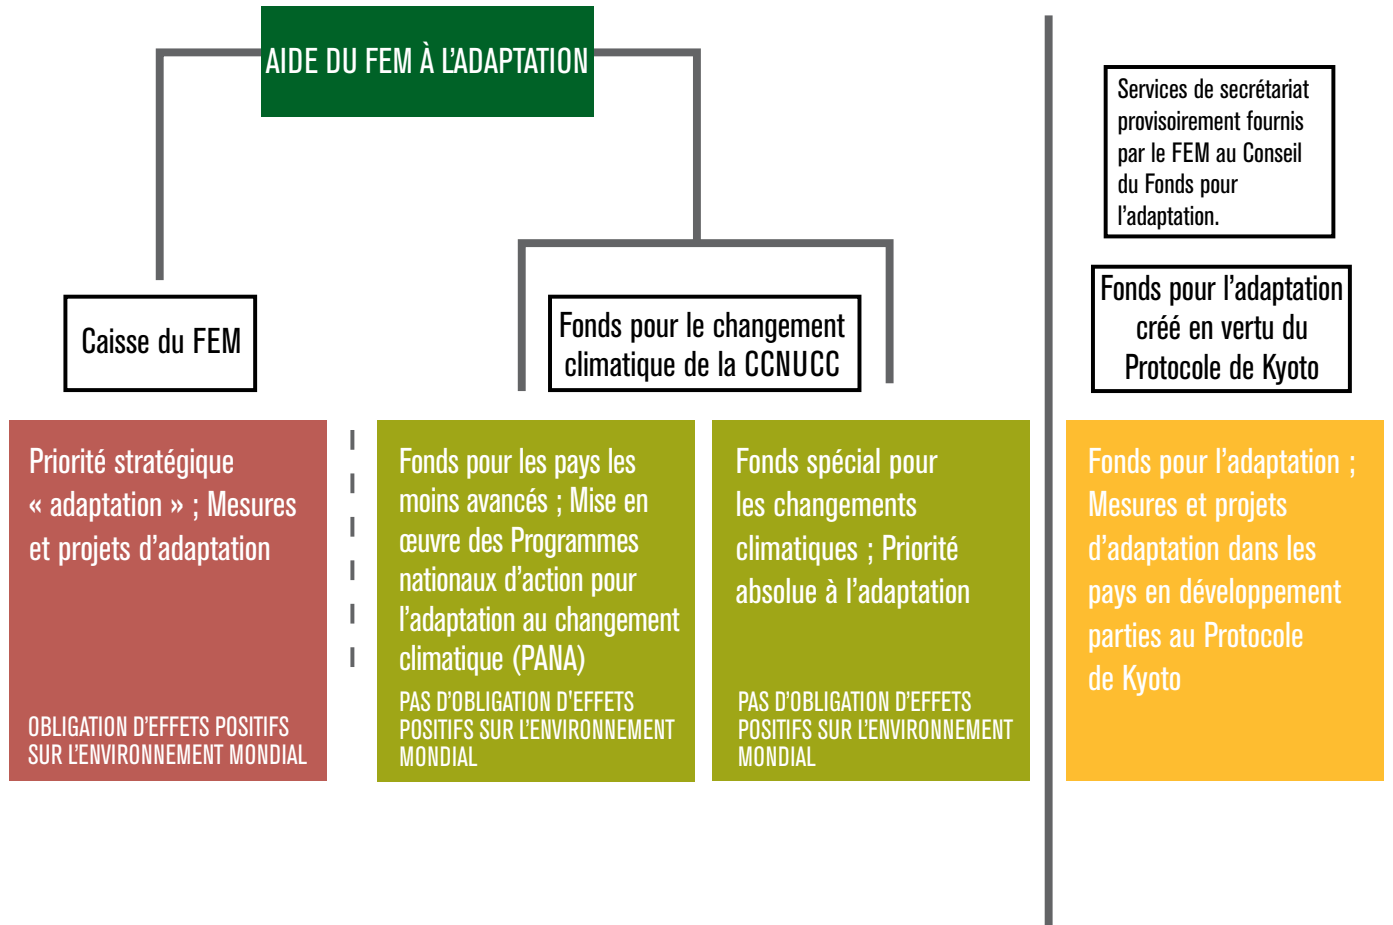 AIDE DU FEM À L’ADAPTATION
Services de secrétariat
provisoirement fournis
par le FEM au Conseil
du Fonds pour
l’adaptation.
Caisse du FEM
Fonds pour le changement
climatique de la CCNUCC
Fonds pour l’adaptation
créé en vertu du
Protocole de Kyoto
Priorité stratégique
« adaptation » ; Mesures
et projets d’adaptation
OBLIGATION D’EFFETS POSITIFS
SUR L’ENVIRONNEMENT MONDIAL
Fonds pour les pays les
moins avancés ; Mise en
œuvre des Programmes
nationaux d’action pour
l’adaptation au changement
climatique (PANA)
PAS D’OBLIGATION D'EFFETS
POSITIFS SUR L’ENVIRONNEMENT
MONDIAL
Fonds spécial pour
les changements
climatiques ; Priorité
absolue à l’adaptation
PAS D’OBLIGATION D’EFFETS
POSITIFS SUR L’ENVIRONNEMENT
MONDIAL
Fonds pour l’adaptation ;
Mesures et projets
d’adaptation dans les
pays en développement
parties au Protocole
de Kyoto